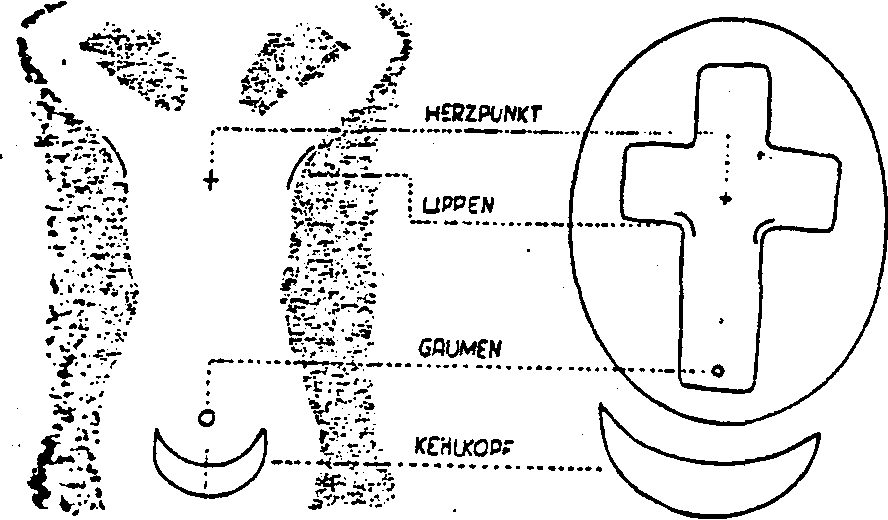 HERZPUNKT
LIPPEN
GAUMEN
KEHLKOPF